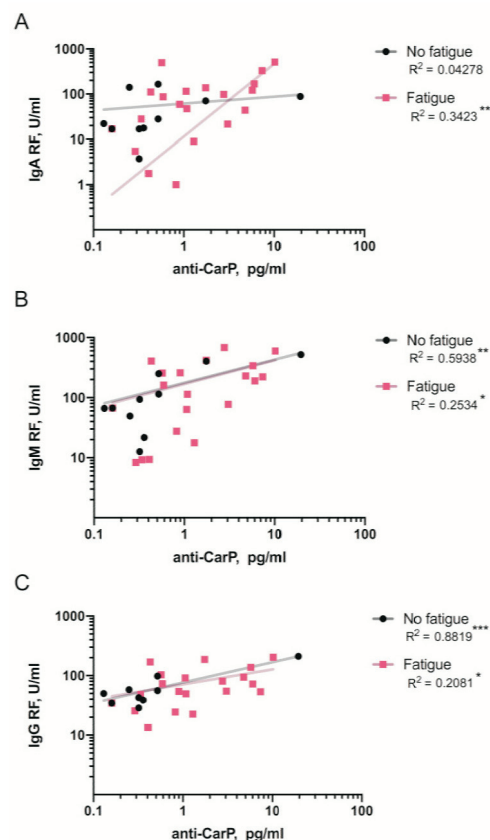 A
1000
100
10
1
IgA RF, U/ml
0.1
1
10
100
anti-CarP, pg/ml
No fatigue
R² = 0.04278
Fatigue
R² = 0.3423**
B
1000
100
10
IgM RF, U/ml
0.1
1
10
100
anti-CarP, pg/ml
No fatigue
R² = 0.5938**
Fatigue
R² = 0.2534*
C
1000
100
10
IgG RF, U/ml
0.1
1
10
100
anti-CarP, pg/ml
No fatigue
R² = 0.8819***
Fatigue
R² = 0.2081*